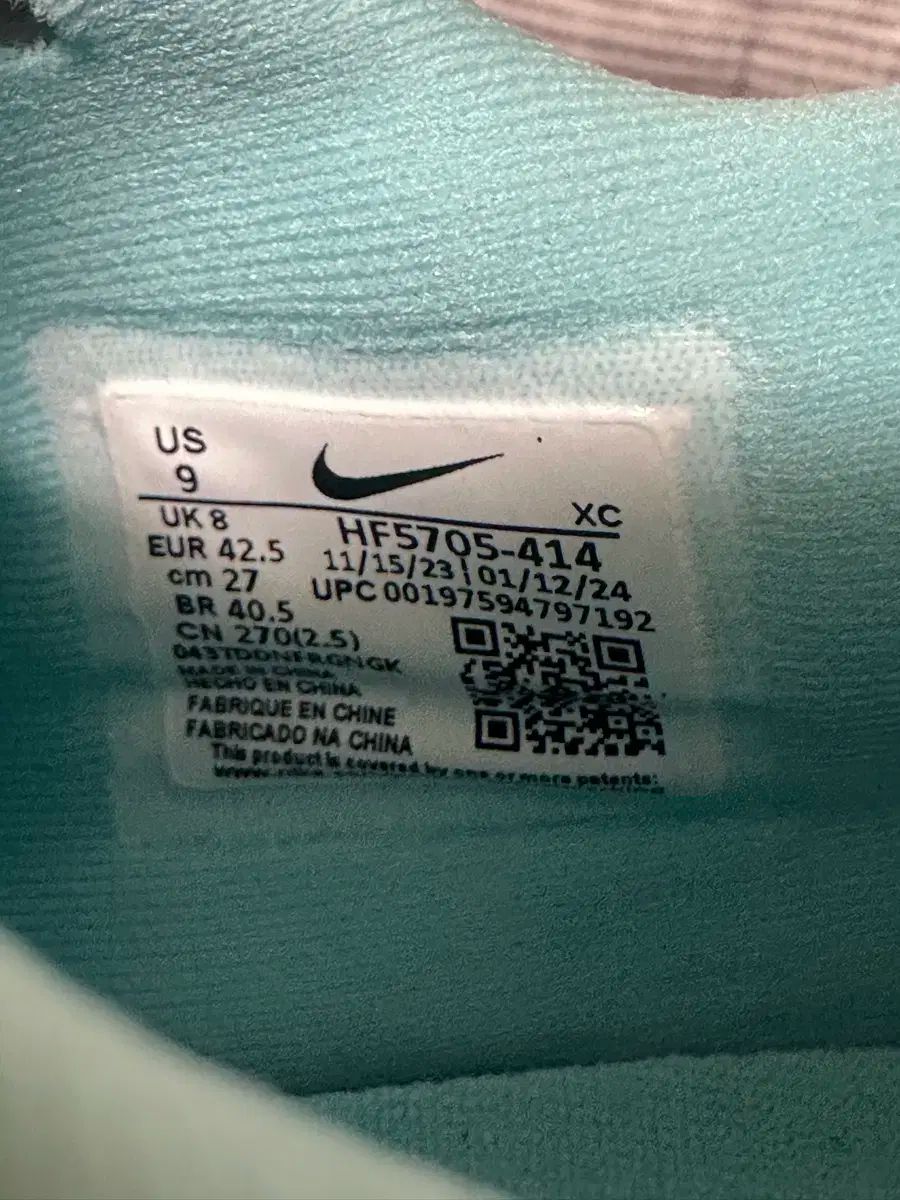 US
9
XC
UK 8
HF5705-414
EUR 42.5
11/15/23 | 01/12/24
cm 27
UPC 00197594797192
BR 40.5
CN 270(2.5)
MADE IN CHINA
HECHO EN CHINA
FABRIQUE EN CHINE
FABRICADO NA CHINA
This product is covered by one or more patents: